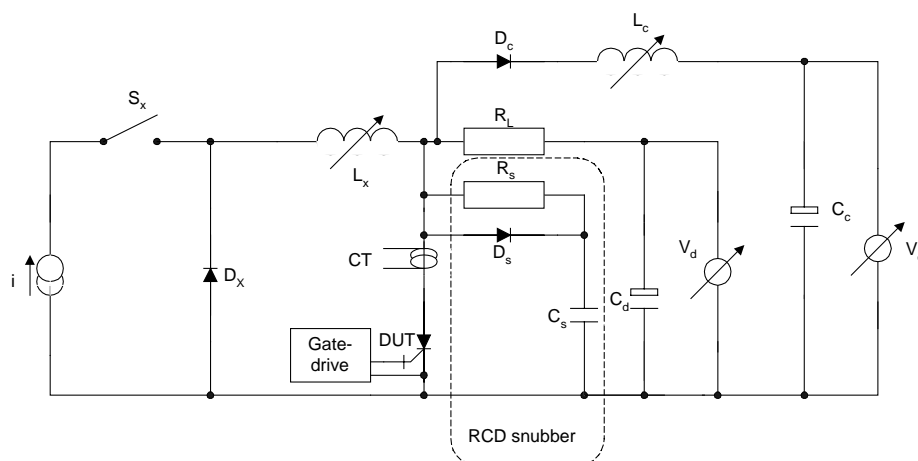 L_c
D_c
S_x
R_L
L_x
R_s
C_c
V_d
CT
D_s
i
D_X
C_d
C_s
DUT
Gate-
drive
RCD snubber